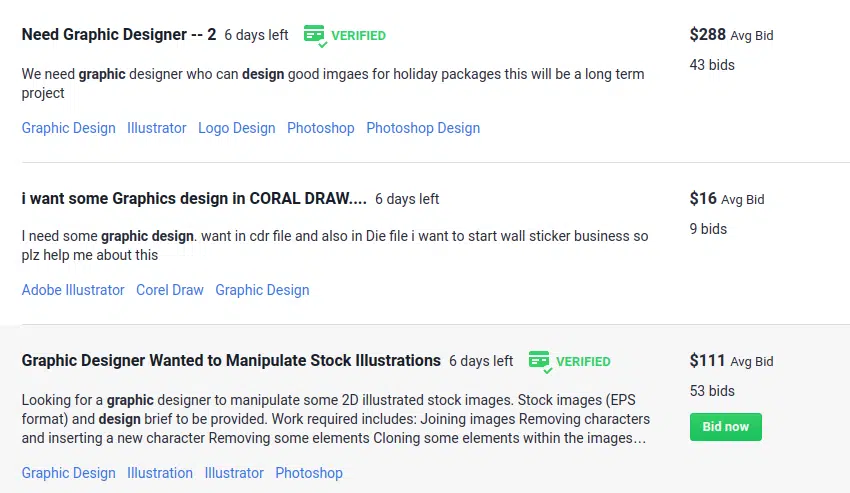 Need Graphic Designer -- 2 6 days left VERIFIED $288 Avg Bid
43 bids
We need graphic designer who can design good imgaes for holiday packages this will be a long term
project
Graphic Design Illustrator Logo Design Photoshop Photoshop Design
i want some Graphics design in CORAL DRAW.... 6 days left $16 Avg Bid
9 bids
I need some graphic design. want in cdr file and also in Die file i want to start wall sticker business so
plz help me about this
Adobe Illustrator Corel Draw Graphic Design
Graphic Designer Wanted to Manipulate Stock Illustrations 6 days left VERIFIED $111 Avg Bid
53 bids
Looking for a graphic designer to manipulate some 2D illustrated stock images. Stock images (EPS
format) and design brief to be provided. Work required includes: Joining images Removing characters
and inserting a new character Removing some elements Cloning some elements within the images...
Bid now
Graphic Design Illustration Illustrator Photoshop